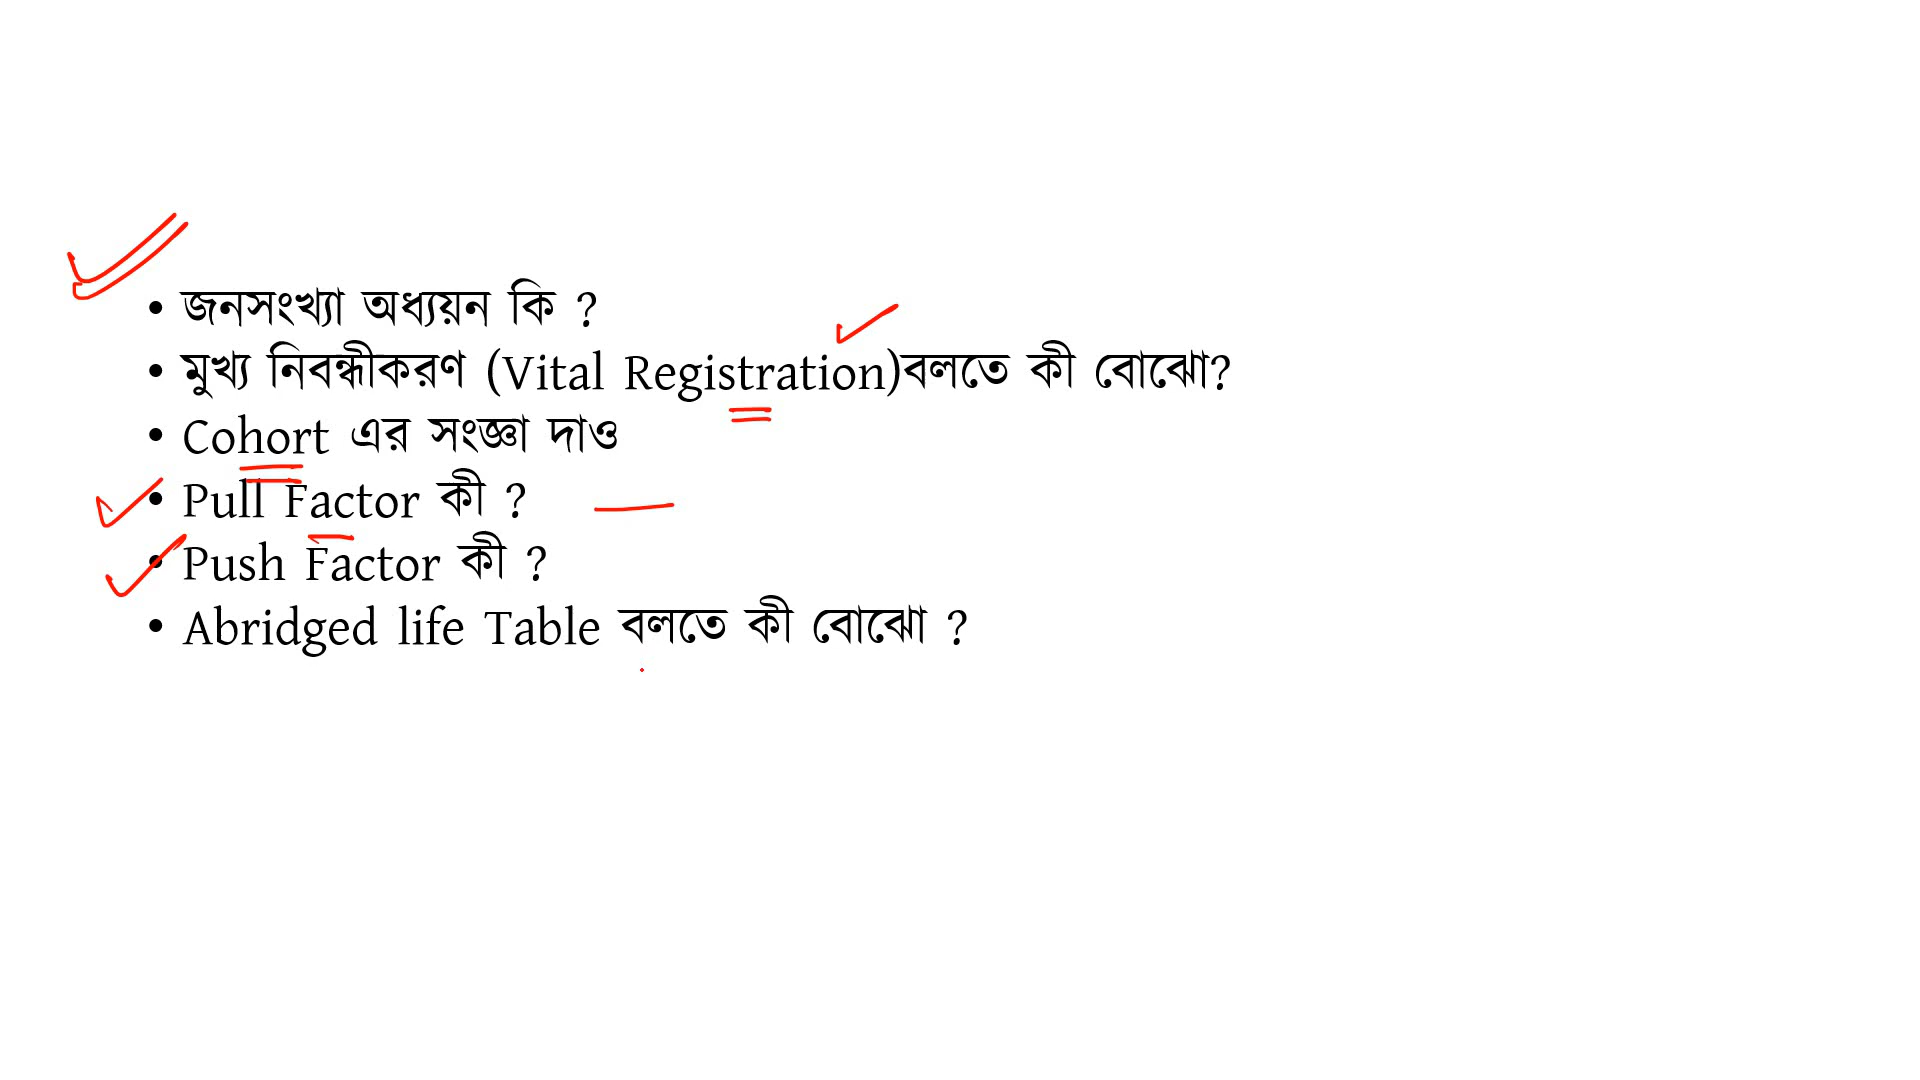 • জনসংখ্যা অধ্যয়ন কি ?
• মুখ্য নিবন্ধীকরণ (Vital Registration)বলতে কী বোঝো?
• Cohort এর সংজ্ঞা দাও
• Pull Factor কী ?
• Push Factor কী ?
• Abridged life Table বলতে কী বোঝো ?